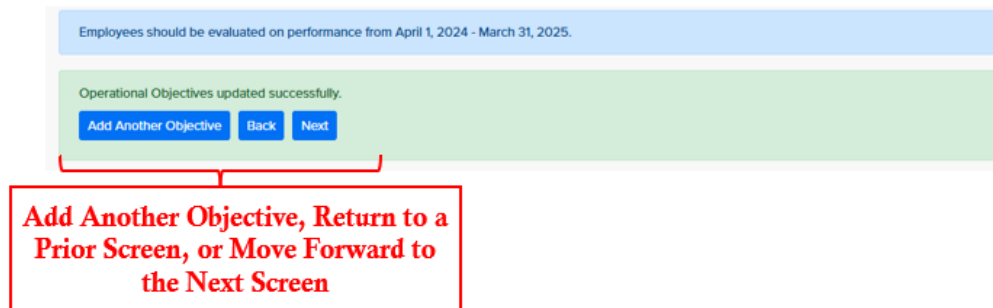 Employees should be evaluated on performance from April 1, 2024 - March 31, 2025.
Operational Objectives updated successfully.
Add Another Objective Back Next
Add Another Objective, Return to a
Prior Screen, or Move Forward to
the Next Screen